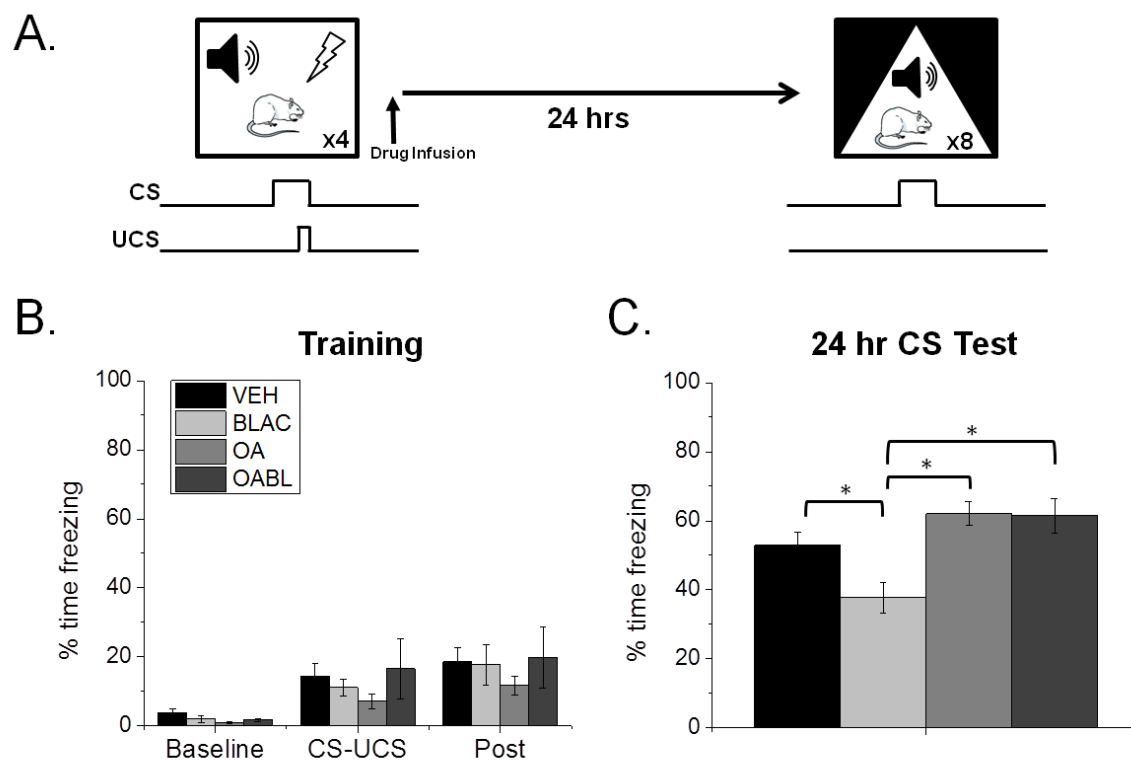 A.
x4
Drug Infusion
24 hrs
x8
CS
UCS
B.
Training
100
80
60
40
20
0
% time freezing
VEH
BLAC
OA
OABL
Baseline
CS-UCS
Post
C.
24 hr CS Test
100
80
60
40
20
0
% time freezing
*
*
*